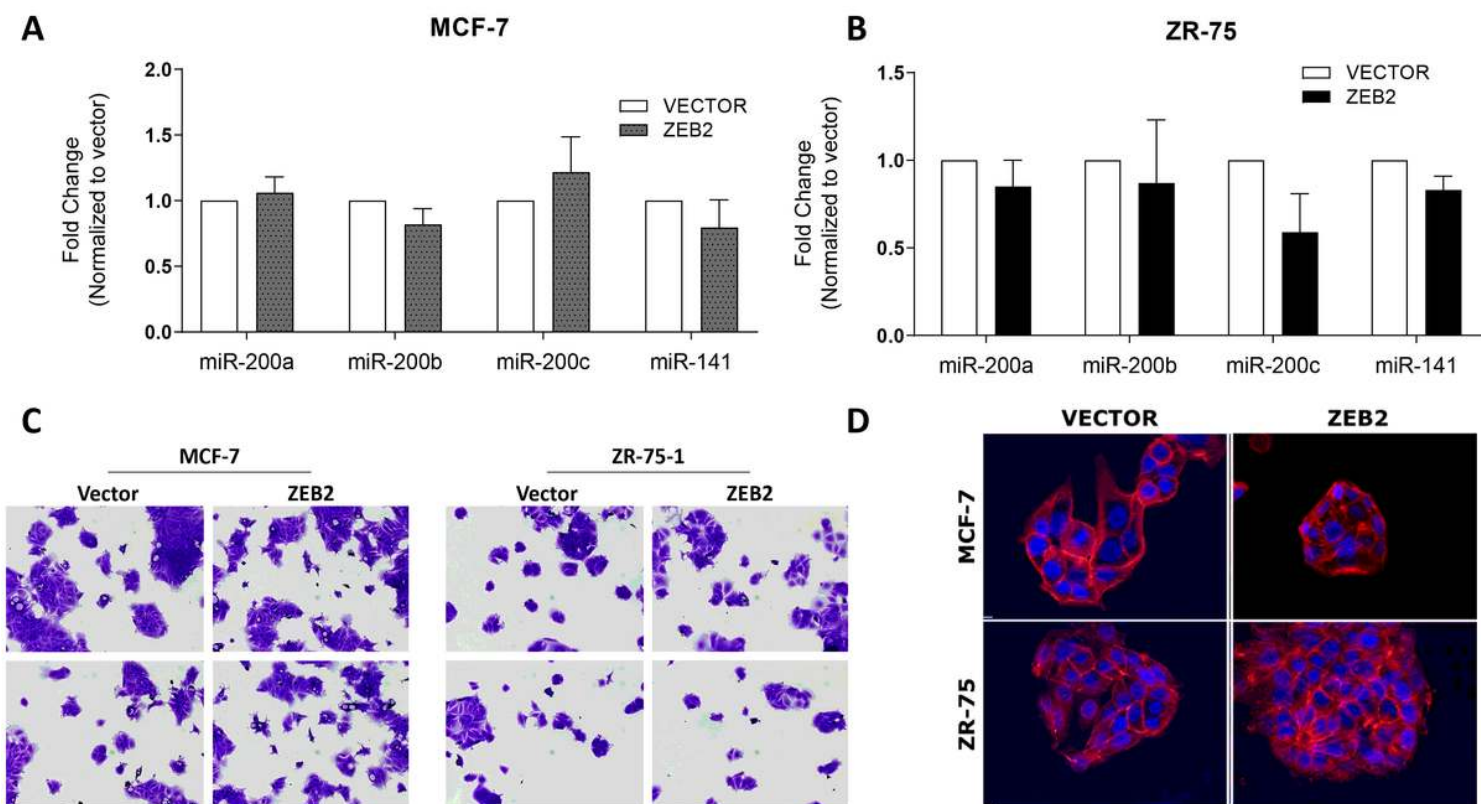 A
MCF-7
Fold Change
(Normalized to vector)
2.0
1.5
1.0
0.5
0.0
VECTOR
ZEB2
miR-200a miR-200b miR-200c miR-141
B
ZR-75
Fold Change
(Normalized to vector)
1.5
1.0
0.5
0.0
VECTOR
ZEB2
miR-200a miR-200b miR-200c miR-141
C
MCF-7 ZR-75-1
Vector ZEB2 Vector ZEB2
D
VECTOR ZEB2
MCF-7
ZR-75